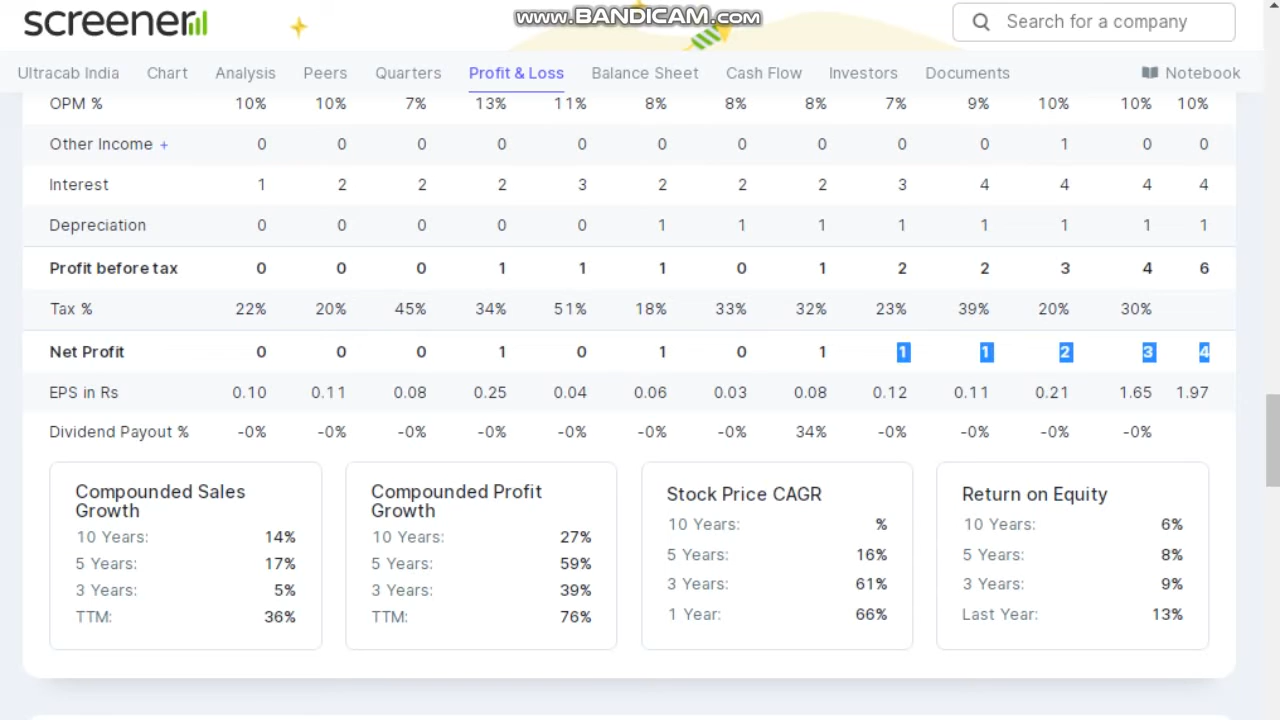 screener
www.BANDICAM.com
Search for a company
Ultracab India Chart Analysis Peers Quarters Profit & Loss Balance Sheet Cash Flow Investors Documents Notebook
OPM % 10% 10% 7% 13% 11% 8% 8% 8% 7% 9% 10% 10% 10%
Other Income + 0 0 0 0 0 0 0 0 0 0 1 0 0
Interest 1 2 2 2 3 2 2 2 3 4 4 4 4
Depreciation 0 0 0 0 0 1 1 1 1 1 1 1 1
Profit before tax 0 0 0 1 1 1 0 1 2 2 3 4 6
Tax % 22% 20% 45% 34% 51% 18% 33% 32% 23% 39% 20% 30%
Net Profit 0 0 0 1 0 1 0 1 1 1 2 3 4
EPS in Rs 0.10 0.11 0.08 0.25 0.04 0.06 0.03 0.08 0.12 0.11 0.21 1.65 1.97
Dividend Payout % -0% -0% -0% -0% -0% -0% -0% 34% -0% -0% -0% -0%
Compounded Sales
Growth
10 Years: 14%
5 Years: 17%
3 Years: 5%
TTM: 36%
Compounded Profit
Growth
10 Years: 27%
5 Years: 59%
3 Years: 39%
TTM: 76%
Stock Price CAGR
10 Years: %
5 Years: 16%
3 Years: 61%
1 Year: 66%
Return on Equity
10 Years: 6%
5 Years: 8%
3 Years: 9%
Last Year: 13%